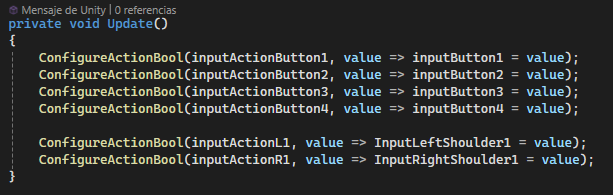 Mensaje de Unity | 0 referencias
private void Update()
{
ConfigureActionBool(inputActionButton1, value => inputButton1 = value);
ConfigureActionBool(inputActionButton2, value => inputButton2 = value);
ConfigureActionBool(inputActionButton3, value => inputButton3 = value);
ConfigureActionBool(inputActionButton4, value => inputButton4 = value);
ConfigureActionBool(inputActionL1, value => InputLeftShoulder1 = value);
ConfigureActionBool(inputActionR1, value => InputRightShoulder1 = value);
}